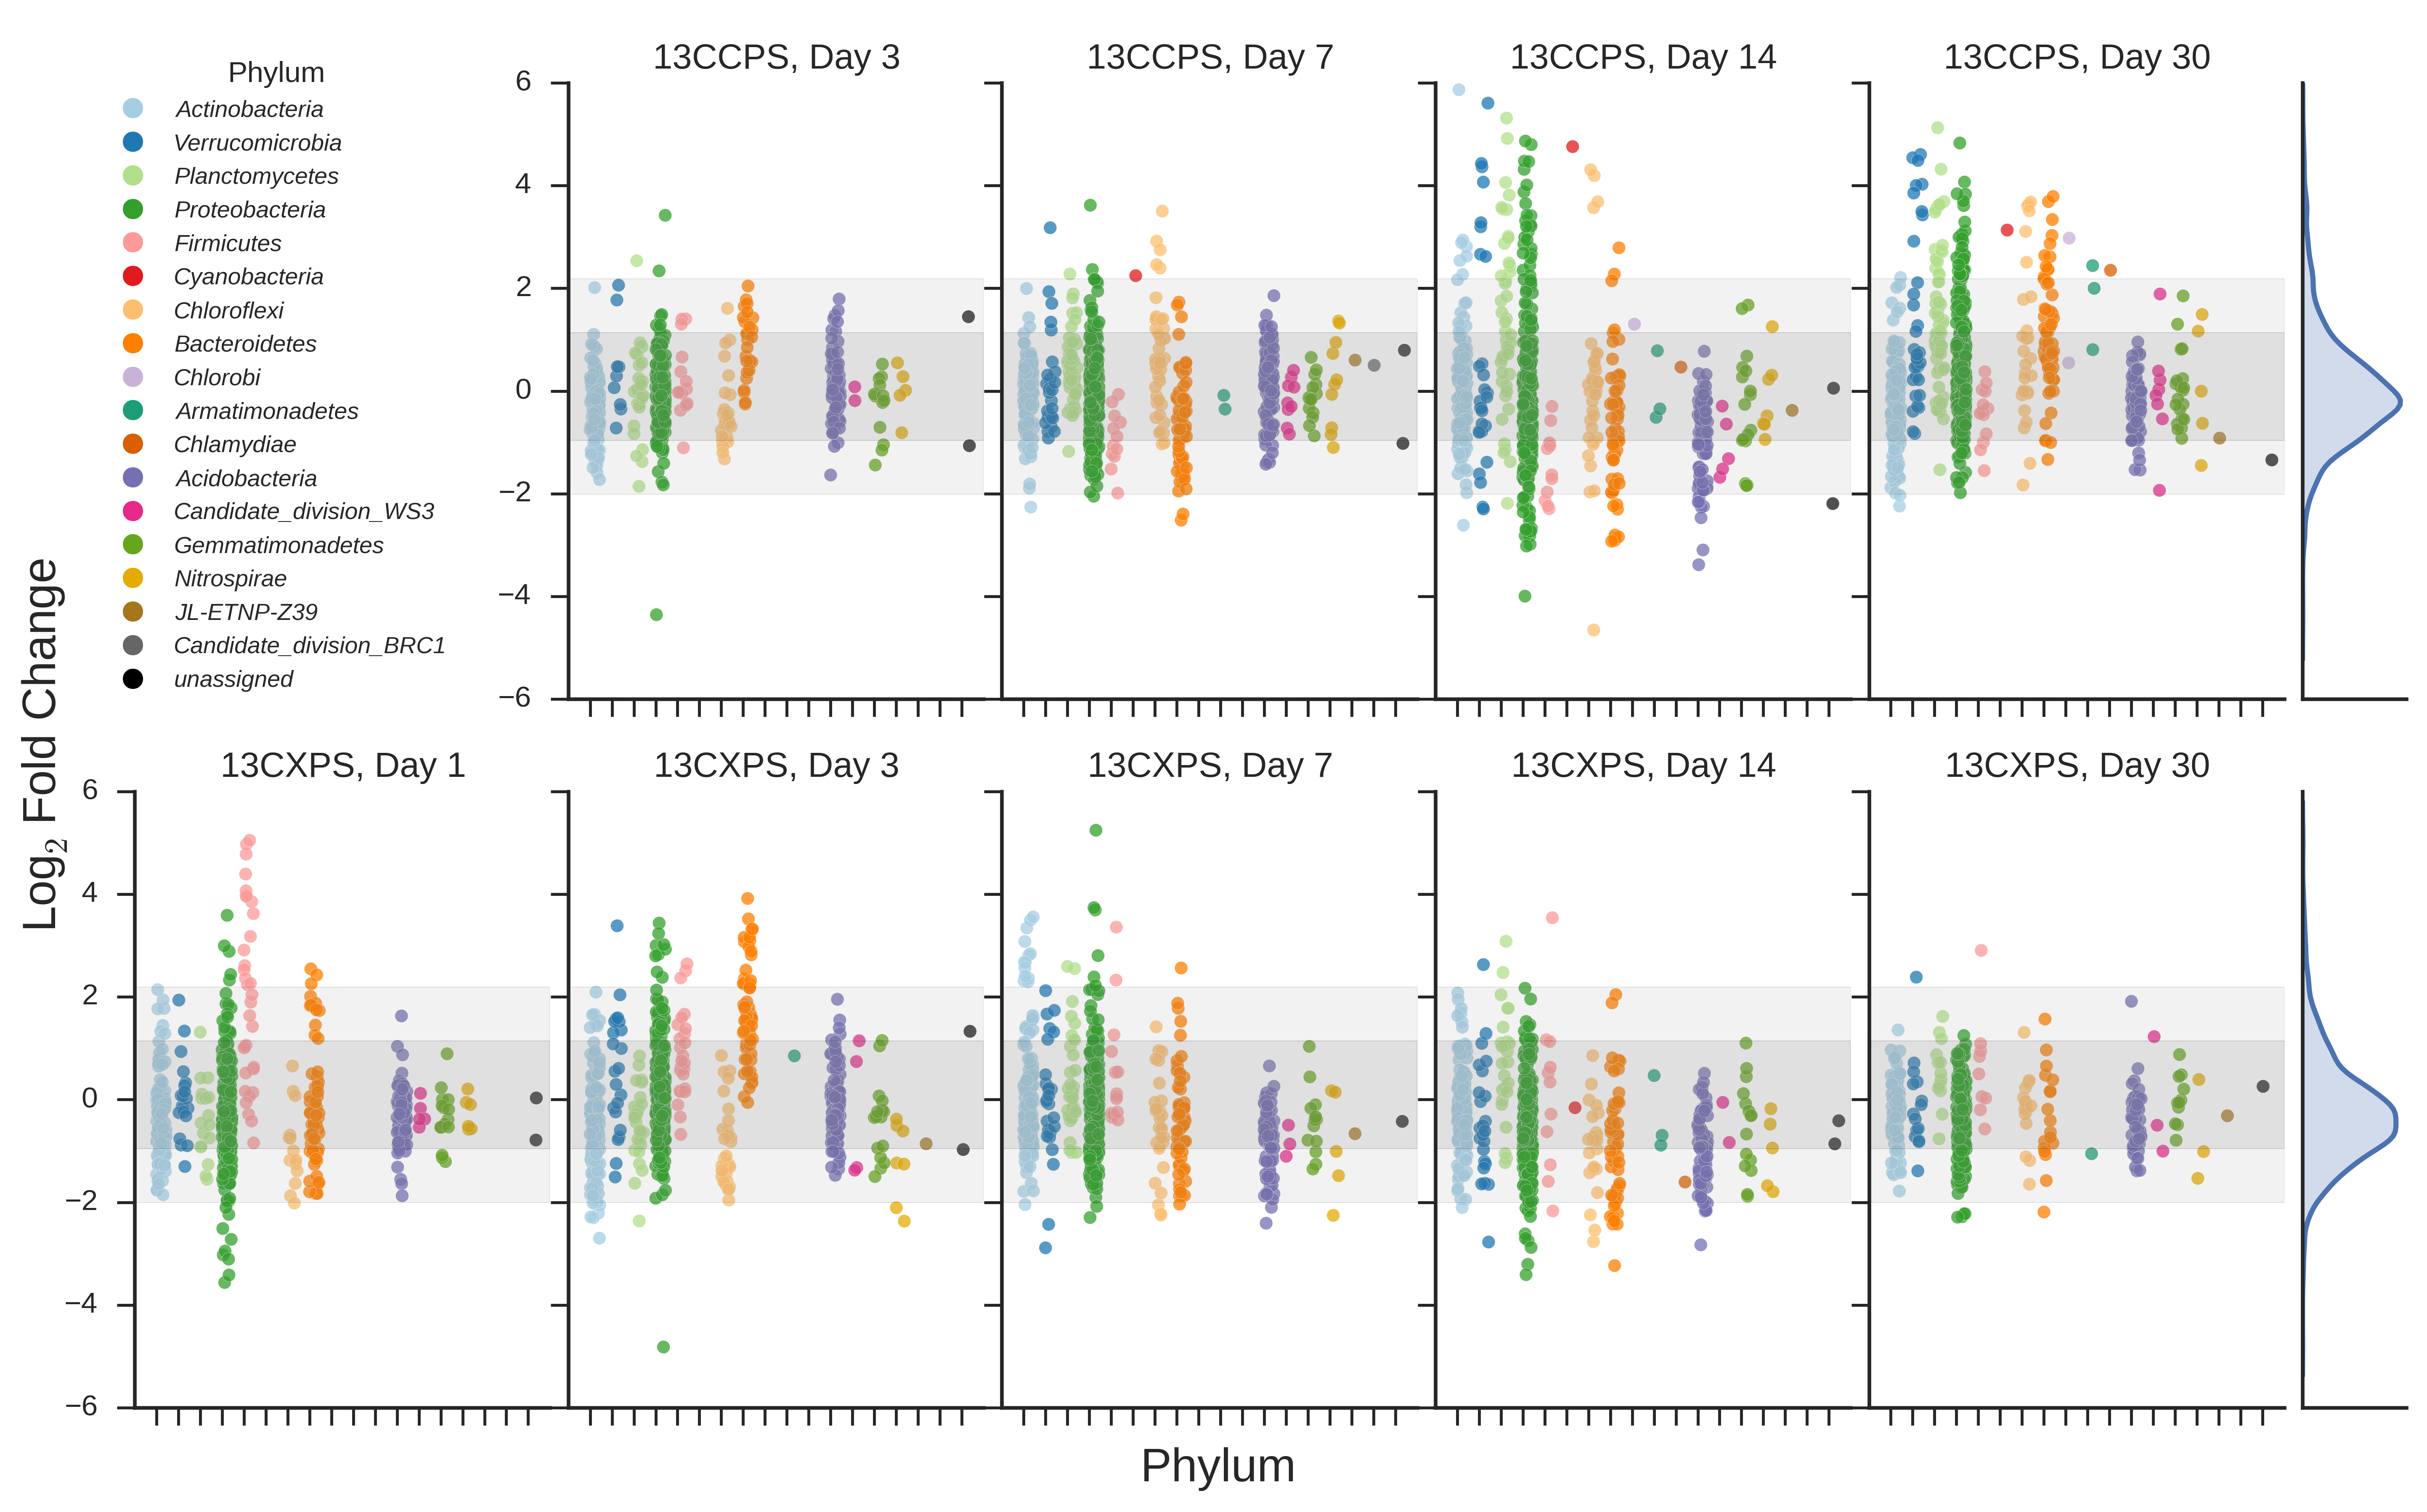 Phylum
Actinobacteria
Verrucomicrobia
Planctomycetes
Proteobacteria
Firmicutes
Cyanobacteria
Chloroflexi
Bacteroidetes
Chlorobi
Armatimonadetes
Chlamydiae
Acidobacteria
Candidate_division_WS3
Gemmatimonadetes
Nitrospirae
JL-ETNP-Z39
Candidate_division_BRC1
unassigned
13CCPS, Day 3
13CCPS, Day 7
13CCPS, Day 14
13CCPS, Day 30
6
4
2
0
−2
−4
−6
Log2 Fold Change
13CXPS, Day 1
13CXPS, Day 3
13CXPS, Day 7
13CXPS, Day 14
13CXPS, Day 30
6
4
2
0
−2
−4
−6
Phylum